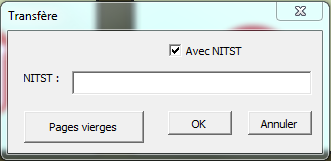 Transfère
Avec NITST
NITST :
Pages vierges
OK
Annuler